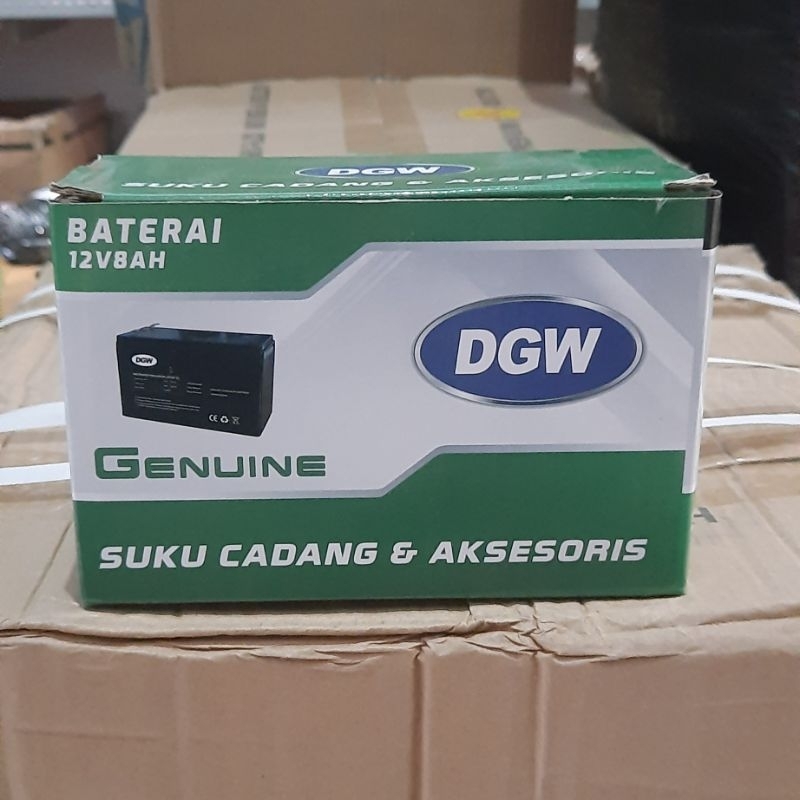 DGW
SUKU CADANG & AKSESORIS
BATERAI
12V8AH
DGW
DGW
GENUINE
SUKU CADANG & AKSESORIS